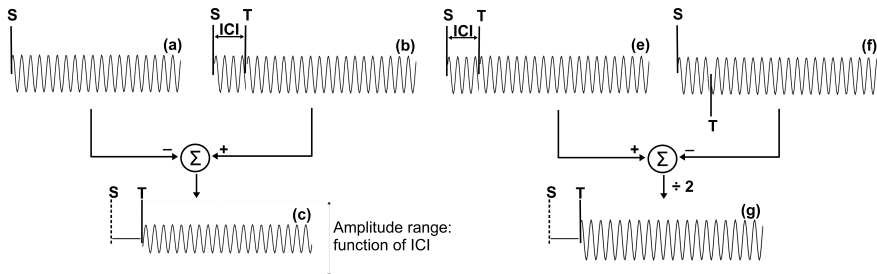 S
(a)
S
T
ICI
(b)
S
T
ICI
(e)
S
T
(f)
−
Σ
+
+
Σ
−
÷ 2
S
T
(c)
Amplitude range:
function of ICI
S
T
(g)